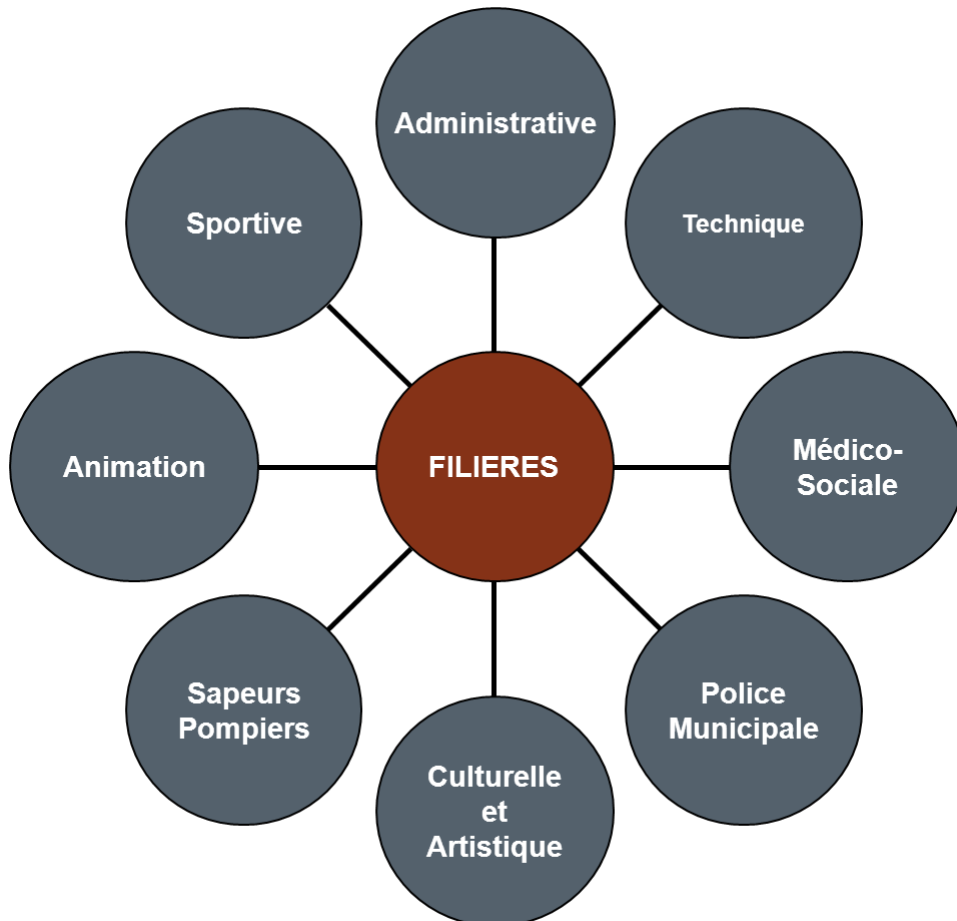 Administrative
Sportive
Technique
Animation
FILIERES
Médico-
Sociale
Sapeurs
Pompiers
Police
Municipale
Culturelle
et
Artistique